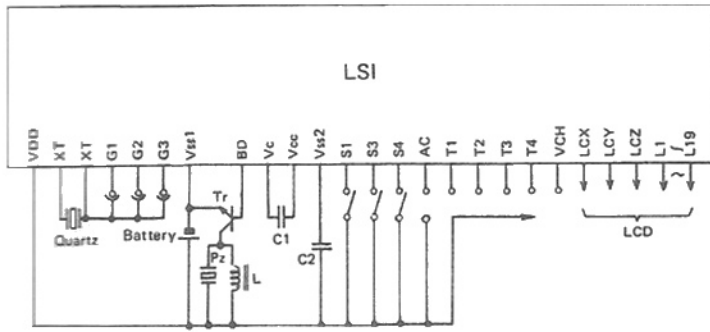 LSI
VDD XT XT G1 G2 G3 Vss1 BD Vc Vcc Vss2 S1 S3 S4 AC T1 T2 T3 T4 VCH LCX LCY LCZ L1 ∫ L19
Tr
~
Quartz
Battery
C1
LCD
Pz
C2
L